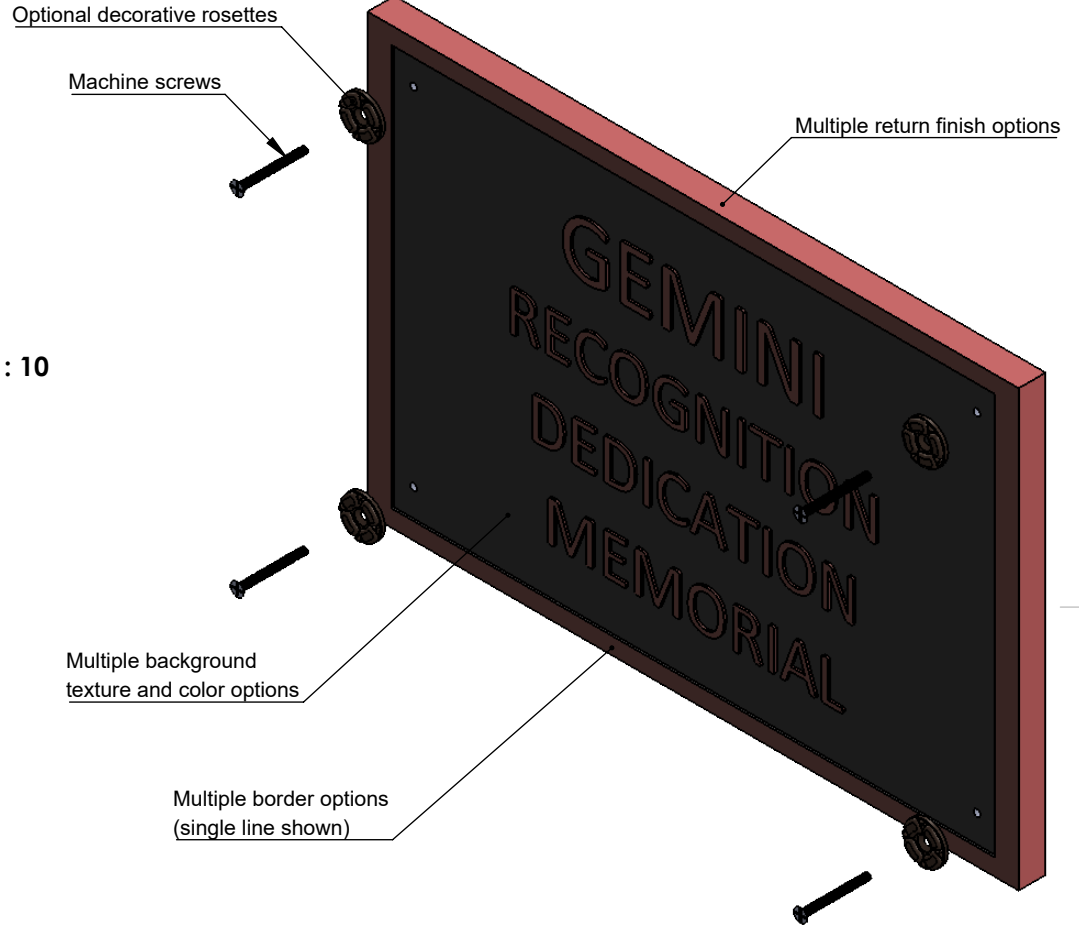 Optional decorative rosettes
Machine screws
Multiple return finish options
GEMINI
RECOGNITION
DEDICATION
MEMORIAL
: 10
Multiple background
texture and color options
Multiple border options
(single line shown)